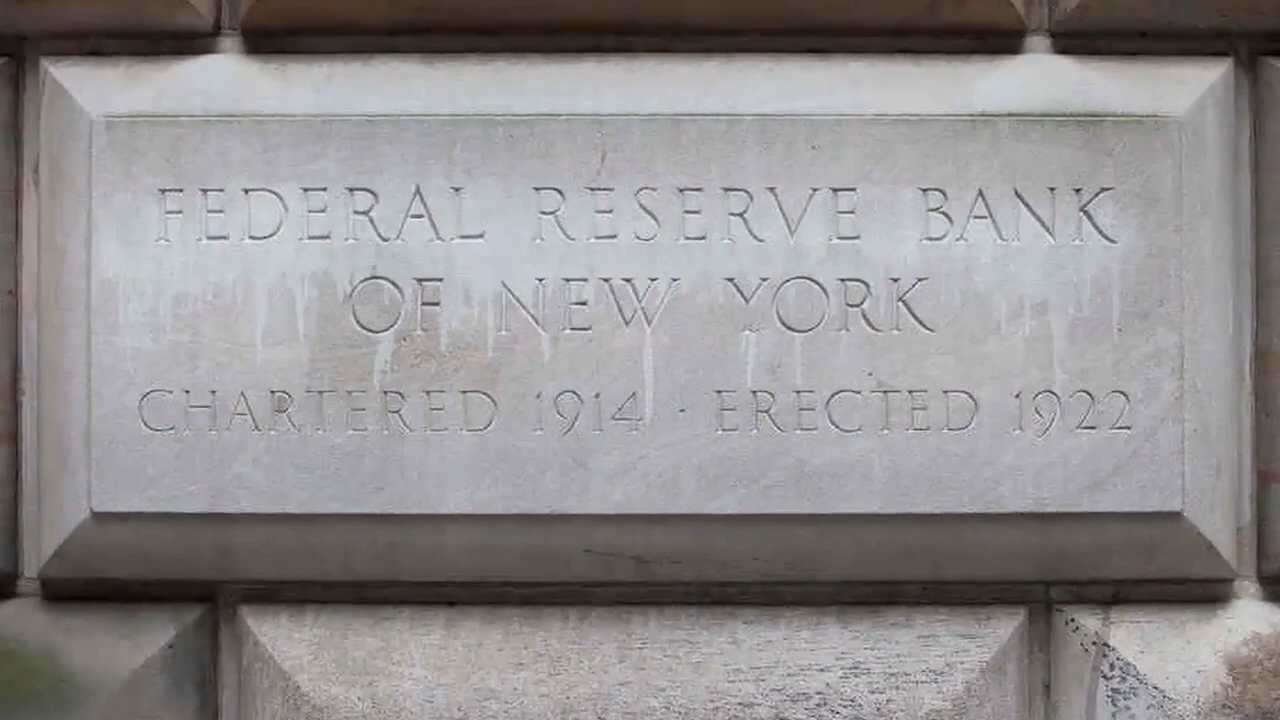 FEDERAL RESERVE BANK
OF NEW YORK
CHARTERED 1914 · ERECTED 1922